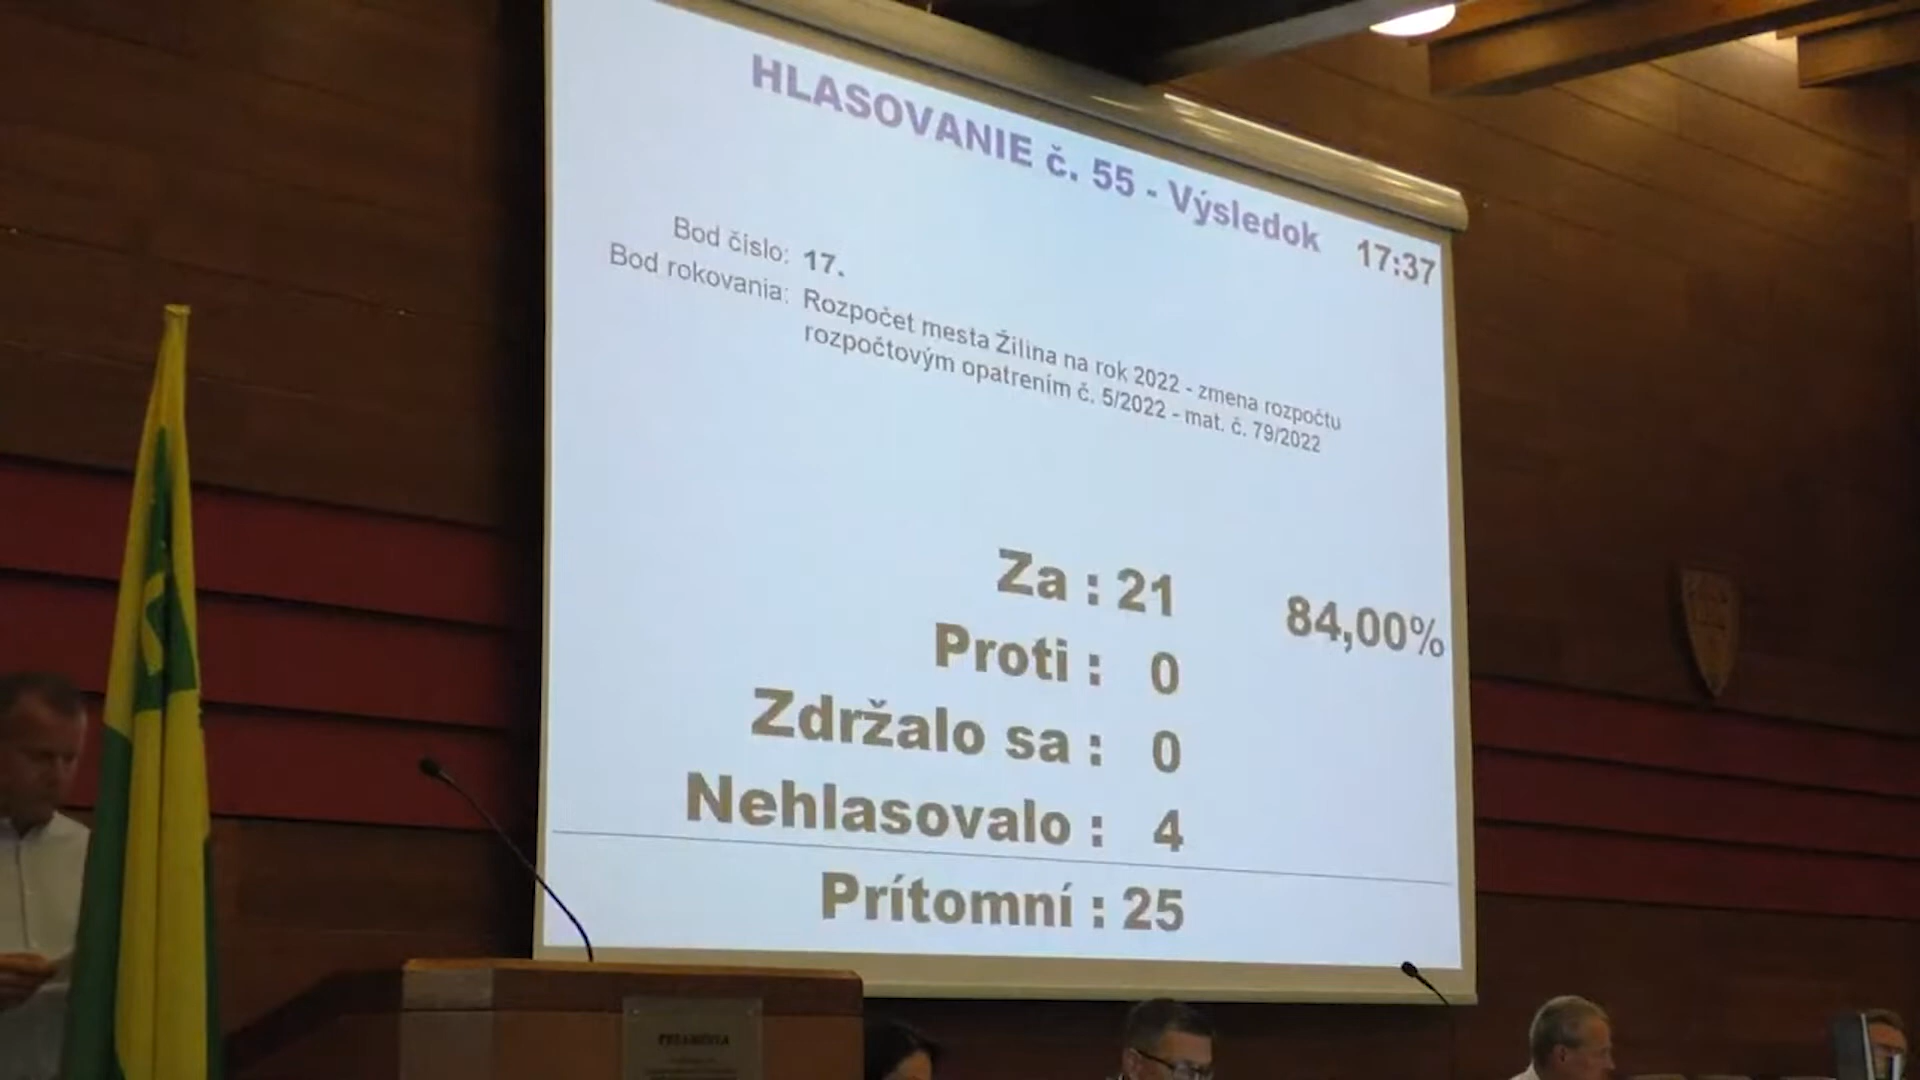 HLASOVANIE č. 55 - Výsledok 17:37
Bod číslo: 17.
Bod rokovania: Rozpočet mesta Žilina na rok 2022 - zmena rozpočtu
rozpočtovým opatrením č. 5/2022 - mat. č. 79/2022
Za : 21 84,00%
Proti : 0
Zdržalo sa : 0
Nehlasovalo : 4
Prítomní : 25